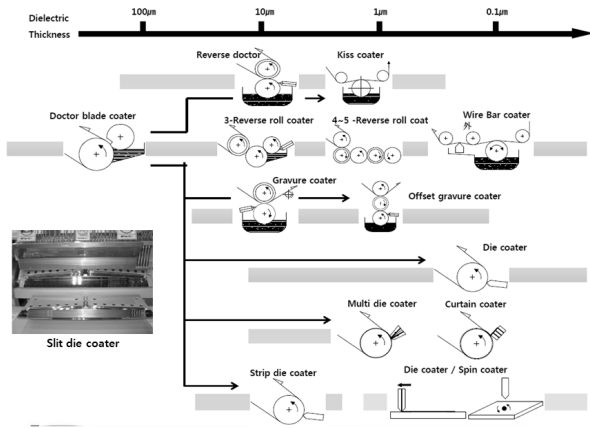 Dielectric
Thickness
100μm
10μm
1μm
0.1μm
Reverse doctor
Kiss coater
Doctor blade coater
3-Reverse roll coater
4~5 -Reverse roll coat
Wire Bar coater
외
Gravure coater
Offset gravure coater
Die coater
Multi die coater
Curtain coater
Slit die coater
Strip die coater
Die coater / Spin coater